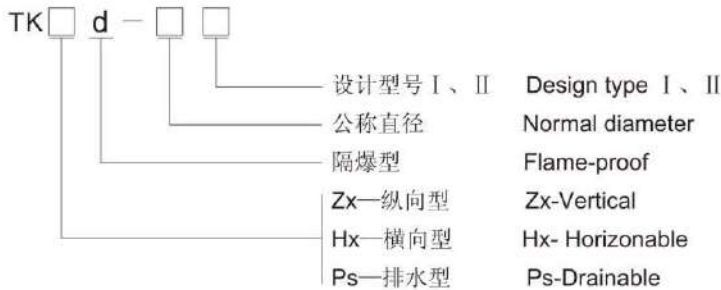 TK□ d － □ □
设计型号Ⅰ、Ⅱ Design type Ⅰ、Ⅱ
公称直径 Normal diameter
隔爆型 Flame-proof
Zx—纵向型 Zx-Vertical
Hx—横向型 Hx- Horizonable
Ps—排水型 Ps-Drainable